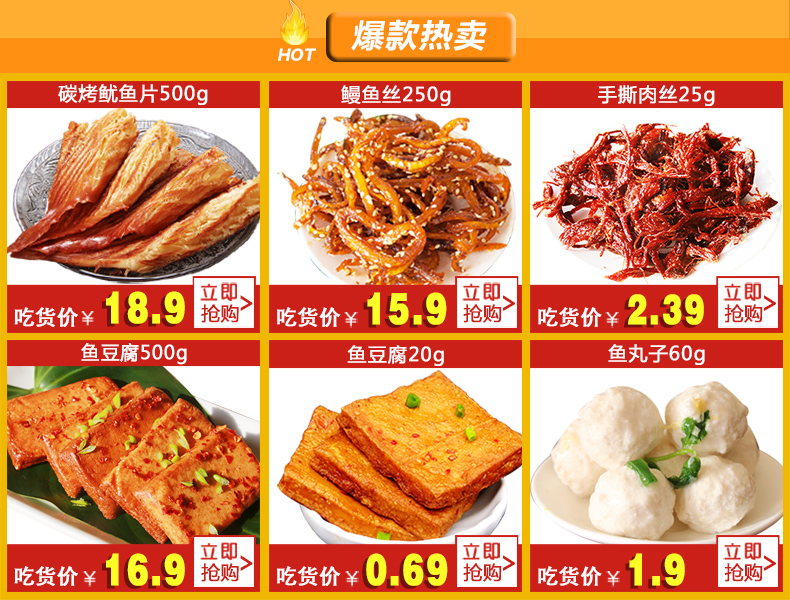 HOT 爆款热卖
碳烤鱿鱼片500g
鳗鱼丝250g
手撕肉丝25g
吃货价￥18.9
立即
抢购>
吃货价￥15.9
立即
抢购>
吃货价￥2.39
立即
抢购>
鱼豆腐500g
鱼豆腐20g
鱼丸子60g
吃货价￥16.9
立即
抢购>
吃货价￥0.69
立即
抢购>
吃货价￥1.9
立即
抢购>